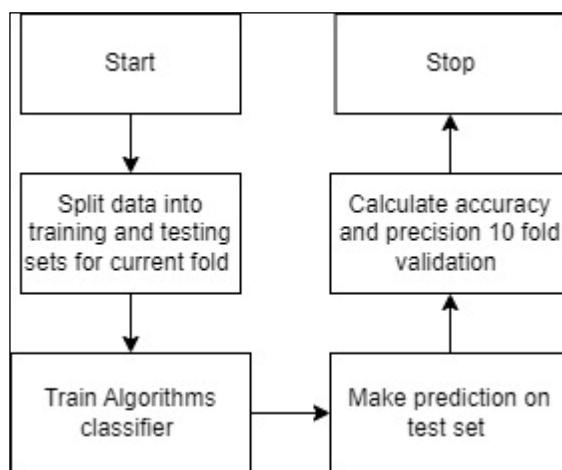 Start
Split data into
training and testing
sets for current fold
Train Algorithms
classifier
Make prediction on
test set
Calculate accuracy
and precision 10 fold
validation
Stop